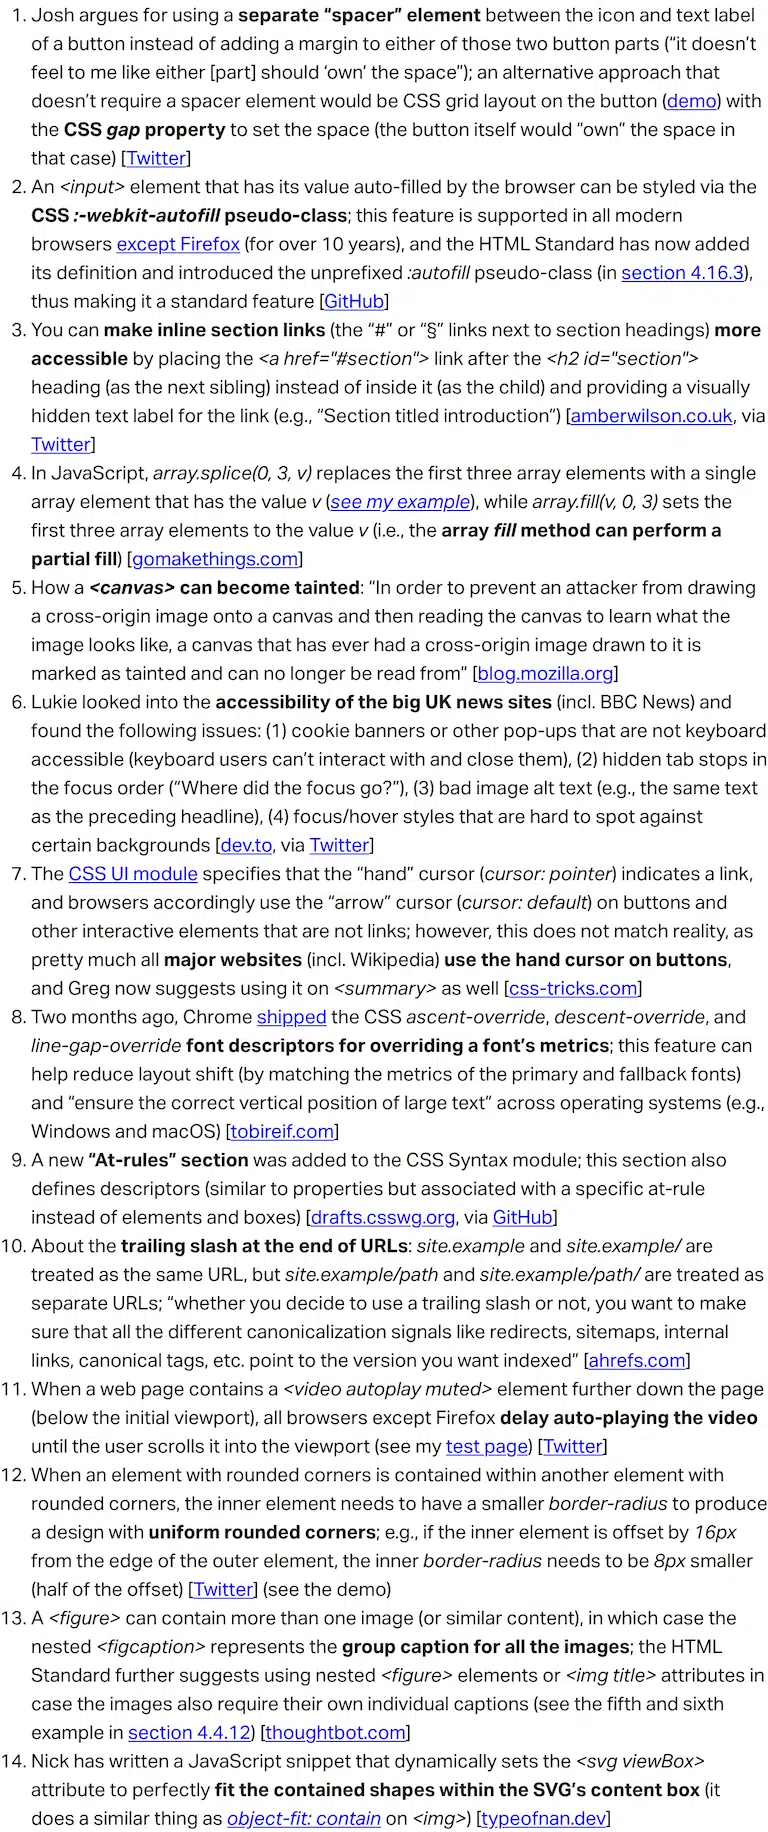 1. Josh argues for using a separate “spacer” element between the icon and text label
of a button instead of adding a margin to either of those two button parts (“it doesn’t
feel to me like either [part] should ‘own’ the space”); an alternative approach that
doesn’t require a spacer element would be CSS grid layout on the button (demo) with
the CSS gap property to set the space (the button itself would “own” the space in
that case) [Twitter]
2. An <input> element that has its value auto-filled by the browser can be styled via the
CSS :-webkit-autofill pseudo-class; this feature is supported in all modern
browsers except Firefox (for over 10 years), and the HTML Standard has now added
its definition and introduced the unprefixed :autofill pseudo-class (in section 4.16.3),
thus making it a standard feature [GitHub]
3. You can make inline section links (the “#” or “§” links next to section headings) more
accessible by placing the <a href="#section"> link after the <h2 id="section">
heading (as the next sibling) instead of inside it (as the child) and providing a visually
hidden text label for the link (e.g., “Section titled introduction”) [amberwilson.co.uk, via
Twitter]
4. In JavaScript, array.splice(0, 3, v) replaces the first three array elements with a single
array element that has the value v (see my example), while array.fill(v, 0, 3) sets the
first three array elements to the value v (i.e., the array fill method can perform a
partial fill) [gomakethings.com]
5. How a <canvas> can become tainted: “In order to prevent an attacker from drawing
a cross-origin image onto a canvas and then reading the canvas to learn what the
image looks like, a canvas that has ever had a cross-origin image drawn to it is
marked as tainted and can no longer be read from” [blog.mozilla.org]
6. Lukie looked into the accessibility of the big UK news sites (incl. BBC News) and
found the following issues: (1) cookie banners or other pop-ups that are not keyboard
accessible (keyboard users can’t interact with and close them), (2) hidden tab stops in
the focus order (“Where did the focus go?”), (3) bad image alt text (e.g., the same text
as the preceding headline), (4) focus/hover styles that are hard to spot against
certain backgrounds [dev.to, via Twitter]
7. The CSS UI module specifies that the “hand” cursor (cursor: pointer) indicates a link,
and browsers accordingly use the “arrow” cursor (cursor: default) on buttons and
other interactive elements that are not links; however, this does not match reality, as
pretty much all major websites (incl. Wikipedia) use the hand cursor on buttons,
and Greg now suggests using it on <summary> as well [css-tricks.com]
8. Two months ago, Chrome shipped the CSS ascent-override, descent-override, and
line-gap-override font descriptors for overriding a font’s metrics; this feature can
help reduce layout shift (by matching the metrics of the primary and fallback fonts)
and “ensure the correct vertical position of large text“ across operating systems (e.g.,
Windows and macOS) [tobireif.com]
9. A new “At-rules” section was added to the CSS Syntax module; this section also
defines descriptors (similar to properties but associated with a specific at-rule
instead of elements and boxes) [drafts.csswg.org, via GitHub]
10. About the trailing slash at the end of URLs: site.example and site.example/ are
treated as the same URL, but site.example/path and site.example/path/ are treated as
separate URLs; “whether you decide to use a trailing slash or not, you want to make
sure that all the different canonicalization signals like redirects, sitemaps, internal
links, canonical tags, etc. point to the version you want indexed” [ahrefs.com]
11. When a web page contains a <video autoplay muted> element further down the page
(below the initial viewport), all browsers except Firefox delay auto-playing the video
until the user scrolls it into the viewport (see my test page) [Twitter]
12. When an element with rounded corners is contained within another element with
rounded corners, the inner element needs to have a smaller border-radius to produce
a design with uniform rounded corners; e.g., if the inner element is offset by 16px
from the edge of the outer element, the inner border-radius needs to be 8px smaller
(half of the offset) [Twitter] (see the demo)
13. A <figure> can contain more than one image (or similar content), in which case the
nested <figcaption> represents the group caption for all the images; the HTML
Standard further suggests using nested <figure> elements or <img title> attributes in
case the images also require their own individual captions (see the fifth and sixth
example in section 4.4.12) [thoughtbot.com]
14. Nick has written a JavaScript snippet that dynamically sets the <svg viewBox>
attribute to perfectly fit the contained shapes within the SVG’s content box (it
does a similar thing as object-fit: contain on <img>) [typeofnan.dev]